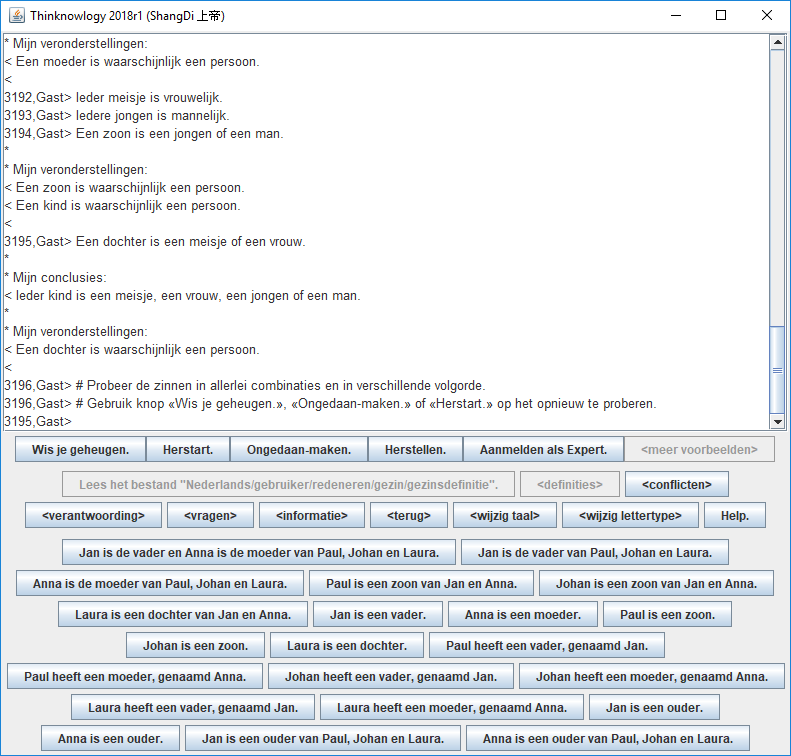 Thinknowlogy 2018r1 (ShangDi 上帝)
* Mijn veronderstellingen:
< Een moeder is waarschijnlijk een persoon.
<
3192,Gast> Ieder meisje is vrouwelijk.
3193,Gast> Iedere jongen is mannelijk.
3194,Gast> Een zoon is een jongen of een man.
*
* Mijn veronderstellingen:
< Een zoon is waarschijnlijk een persoon.
< Een kind is waarschijnlijk een persoon.
<
3195,Gast> Een dochter is een meisje of een vrouw.
*
* Mijn conclusies:
< Ieder kind is een meisje, een vrouw, een jongen of een man.
*
* Mijn veronderstellingen:
< Een dochter is waarschijnlijk een persoon.
<
3196,Gast> # Probeer de zinnen in allerlei combinaties en in verschillende volgorde.
3196,Gast> # Gebruik knop «Wis je geheugen.», «Ongedaan-maken.» of «Herstart.» op het opnieuw te proberen.
3195,Gast>
Wis je geheugen. Herstart. Ongedaan-maken. Herstellen. Aanmelden als Expert. <meer voorbeelden>
Lees het bestand "Nederlands/gebruiker/redeneren/gezin/gezinsdefinitie". <definities> <conflicten>
<verantwoording> <vragen> <informatie> <terug> <wijzig taal> <wijzig lettertype> Help.
Jan is de vader en Anna is de moeder van Paul, Johan en Laura. Jan is de vader van Paul, Johan en Laura.
Anna is de moeder van Paul, Johan en Laura. Paul is een zoon van Jan en Anna. Johan is een zoon van Jan en Anna.
Laura is een dochter van Jan en Anna. Jan is een vader. Anna is een moeder. Paul is een zoon.
Johan is een zoon. Laura is een dochter. Paul heeft een vader, genaamd Jan.
Paul heeft een moeder, genaamd Anna. Johan heeft een vader, genaamd Jan. Johan heeft een moeder, genaamd Anna.
Laura heeft een vader, genaamd Jan. Laura heeft een moeder, genaamd Anna. Jan is een ouder.
Anna is een ouder. Jan is een ouder van Paul, Johan en Laura. Anna is een ouder van Paul, Johan en Laura.